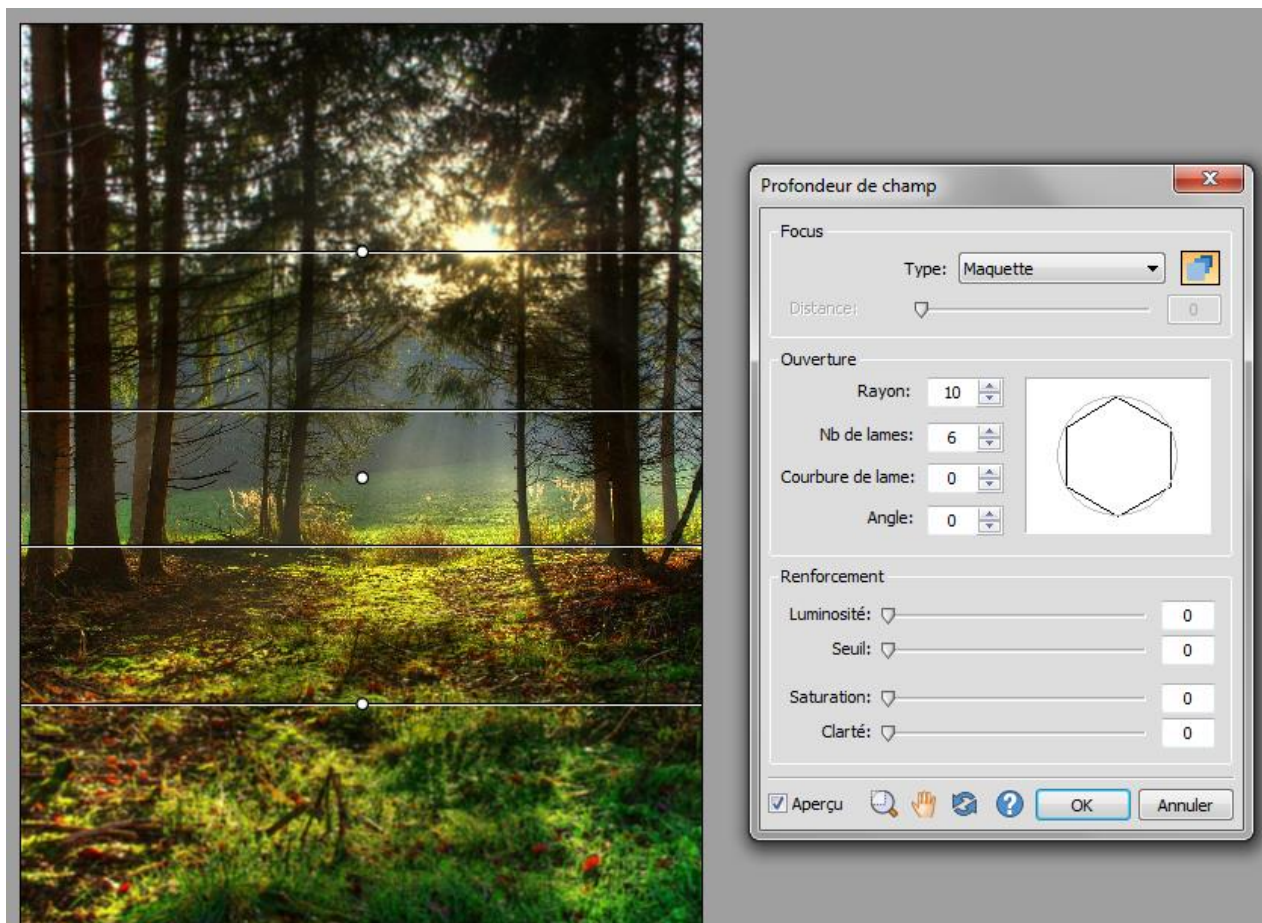 Profondeur de champ
Focus
Type: Maquette
Distance: 0
Ouverture
Rayon: 10
Nb de lames: 6
Courbure de lame: 0
Angle: 0
Renforcement
Luminosité: 0
Seuil: 0
Saturation: 0
Clarté: 0
Aperçu OK Annuler